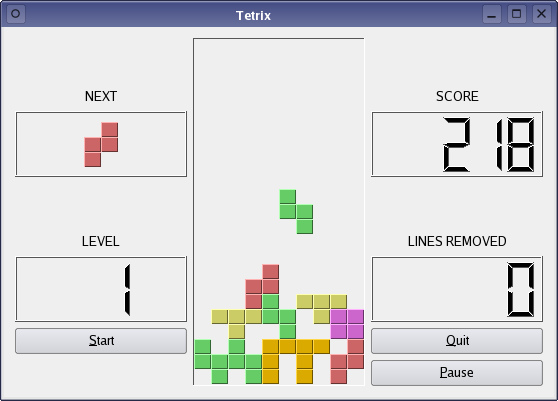 Tetrix
NEXT
SCORE
218
LEVEL
LINES REMOVED
1
0
Start
Quit
Pause